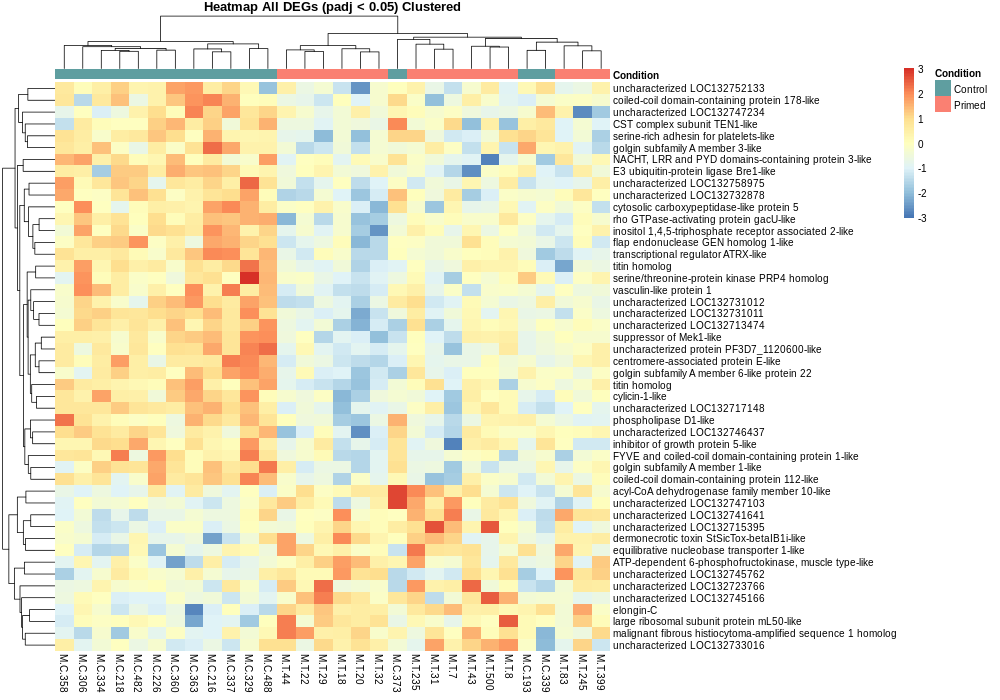 Heatmap All DEGs (padj < 0.05) Clustered
Condition
uncharacterized LOC132752133
coiled-coil domain-containing protein 178-like
uncharacterized LOC132747234
CST complex subunit TEN1-like
serine-rich adhesin for platelets-like
golgin subfamily A member 3-like
NACHT, LRR and PYD domains-containing protein 3-like
E3 ubiquitin-protein ligase Bre1-like
uncharacterized LOC132758975
uncharacterized LOC132732878
cytosolic carboxypeptidase-like protein 5
rho GTPase-activating protein gacU-like
inositol 1,4,5-triphosphate receptor associated 2-like
flap endonuclease GEN homolog 1-like
transcriptional regulator ATRX-like
titin homolog
serine/threonine-protein kinase PRP4 homolog
vasculin-like protein 1
uncharacterized LOC132731012
uncharacterized LOC132731011
uncharacterized LOC132713474
suppressor of Mek1-like
uncharacterized protein PF3D7_1120600-like
centromere-associated protein E-like
golgin subfamily A member 6-like protein 22
titin homolog
cylicin-1-like
uncharacterized LOC132717148
phospholipase D1-like
uncharacterized LOC132746437
inhibitor of growth protein 5-like
FYVE and coiled-coil domain-containing protein 1-like
golgin subfamily A member 1-like
coiled-coil domain-containing protein 112-like
acyl-CoA dehydrogenase family member 10-like
uncharacterized LOC132747103
uncharacterized LOC132741641
uncharacterized LOC132715395
demonecrotic toxin StSicTox-betaIB1i-like
equilibrative nucleobase transporter 1-like
ATP-dependent 6-phosphofructokinase, muscle type-like
uncharacterized LOC132745762
uncharacterized LOC132723766
uncharacterized LOC132745166
elongin-C
large ribosomal subunit protein mL50-like
malignant fibrous histiocytoma-amplified sequence 1 homolog
uncharacterized LOC132733016
M.C.358
M.C.306
M.C.334
M.C.218
M.C.482
M.C.226
M.C.360
M.C.363
M.C.216
M.C.337
M.C.329
M.C.488
M.T.44
M.T.22
M.T.29
M.T.18
M.T.20
M.T.32
M.C.373
M.T.235
M.T.31
M.T.7
M.T.43
M.T.500
M.T.8
M.C.193
M.C.339
M.T.83
M.T.245
M.T.399
3
2
1
0
-1
-2
-3
Condition
Control
Primed